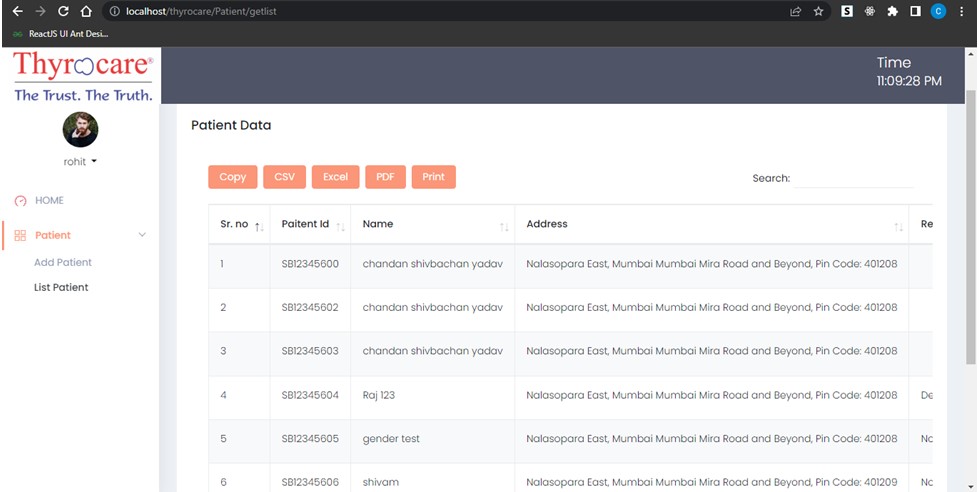 localhost/thyrocare/Patient/getlist
S
C
ReactJS UI Ant Desi...
Thyrocare®
The Trust. The Truth.
Time
11:09:28 PM
rohit
HOME
Patient
Add Patient
List Patient
Patient Data
Copy CSV Excel PDF Print Search:
Sr. no Paitent Id Name Address Re
1 SB12345600 chandan shivbachan yadav Nalasopara East, Mumbai Mumbai Mira Road and Beyond, Pin Code: 401208
2 SB12345602 chandan shivbachan yadav Nalasopara East, Mumbai Mumbai Mira Road and Beyond, Pin Code: 401208
3 SB12345603 chandan shivbachan yadav Nalasopara East, Mumbai Mumbai Mira Road and Beyond, Pin Code: 401208
4 SB12345604 Raj 123 Nalasopara East, Mumbai Mumbai Mira Road and Beyond, Pin Code: 401208 De
5 SB12345605 gender test Nalasopara East, Mumbai Mumbai Mira Road and Beyond, Pin Code: 401208 No
6 SB12345606 shivam Nalasopara East, Mumbai Mumbai Mira Road and Beyond, Pin Code: 401209 No